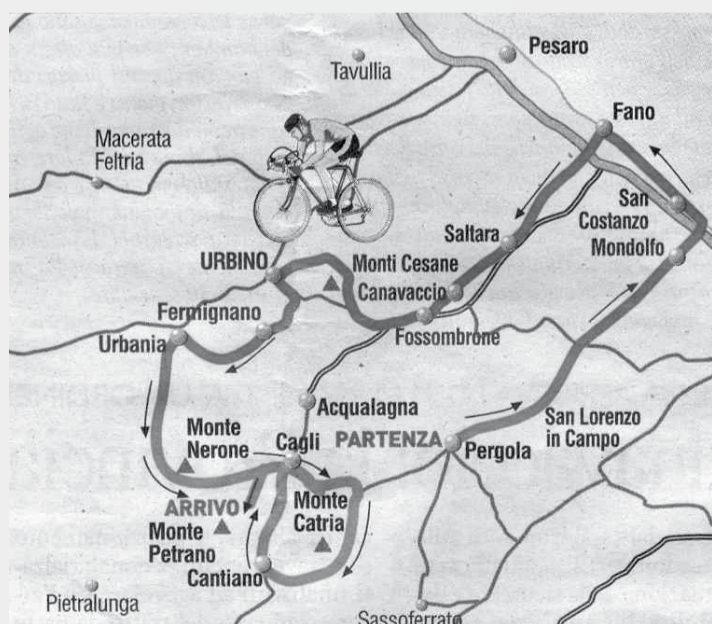 Pesaro
Tavullia
Fano
Macerata
Feltria
San
Costanzo
Saltara
Mondolfo
URBINO
Monti Cesane
Canavaccio
Fermignano
Fossombrone
Urbania
Acqualagna
San Lorenzo
in Campo
Monte
Nerone
Cagli
PARTENZA
Pergola
ARRIVO
Monte
Catria
Monte
Petrano
Cantiano
Pietralunga
Sassoferrato